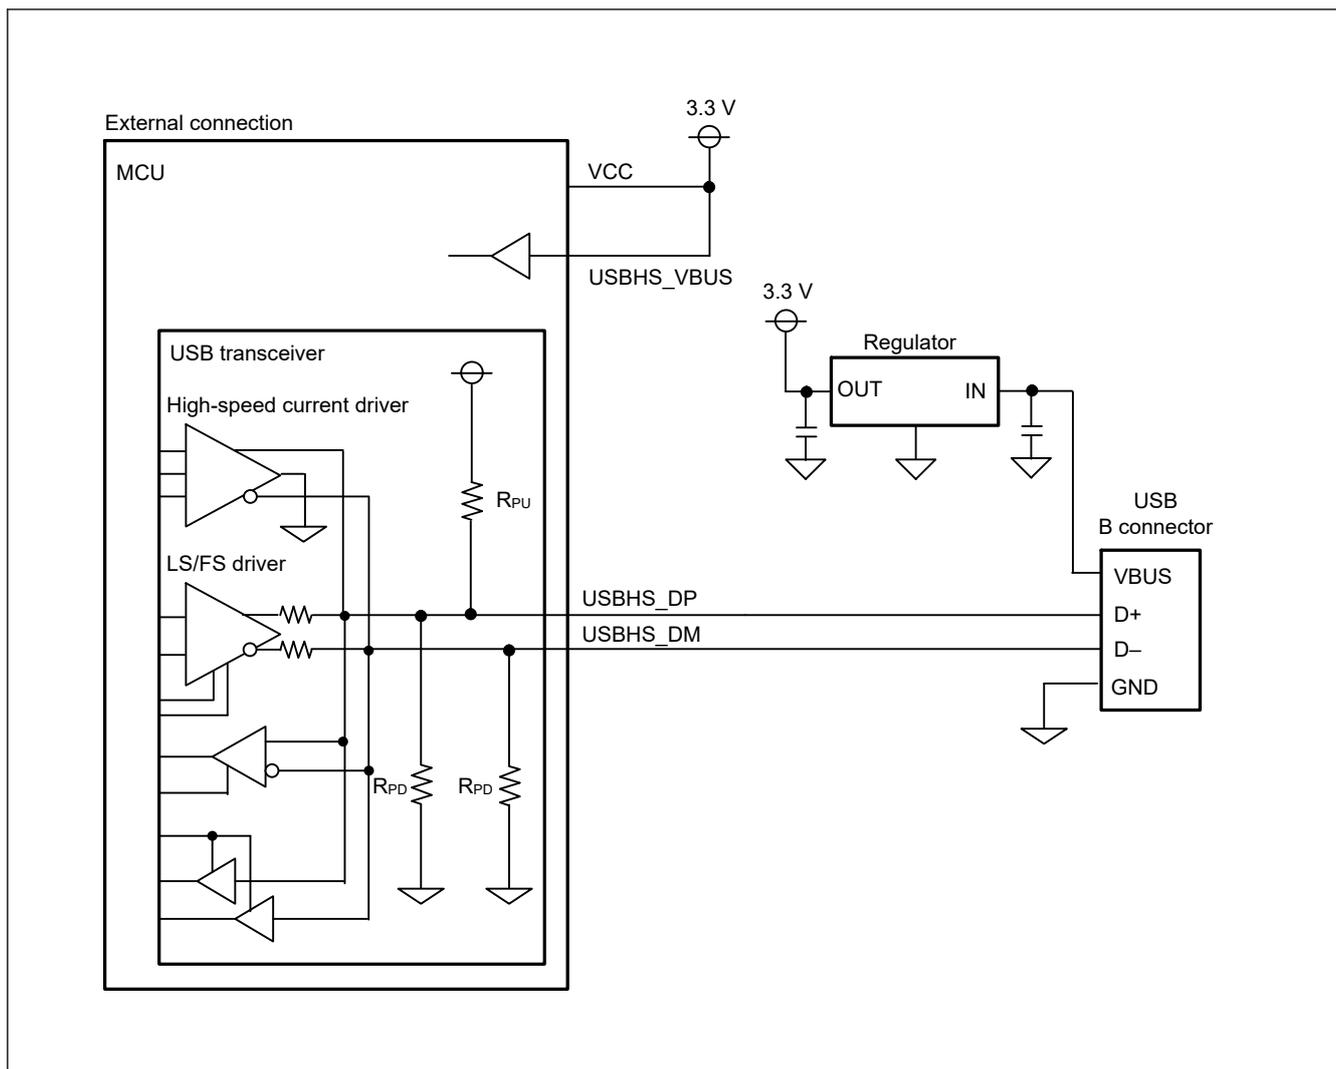 External connection
MCU
3.3 V
VCC
USBHS_VBUS
3.3 V
Regulator
OUT
IN
USB transceiver
High-speed current driver
RPU
LS/FS driver
USB
B connector
VBUS
USBHS_DP
D+
USBHS_DM
D–
GND
RPD
RPD